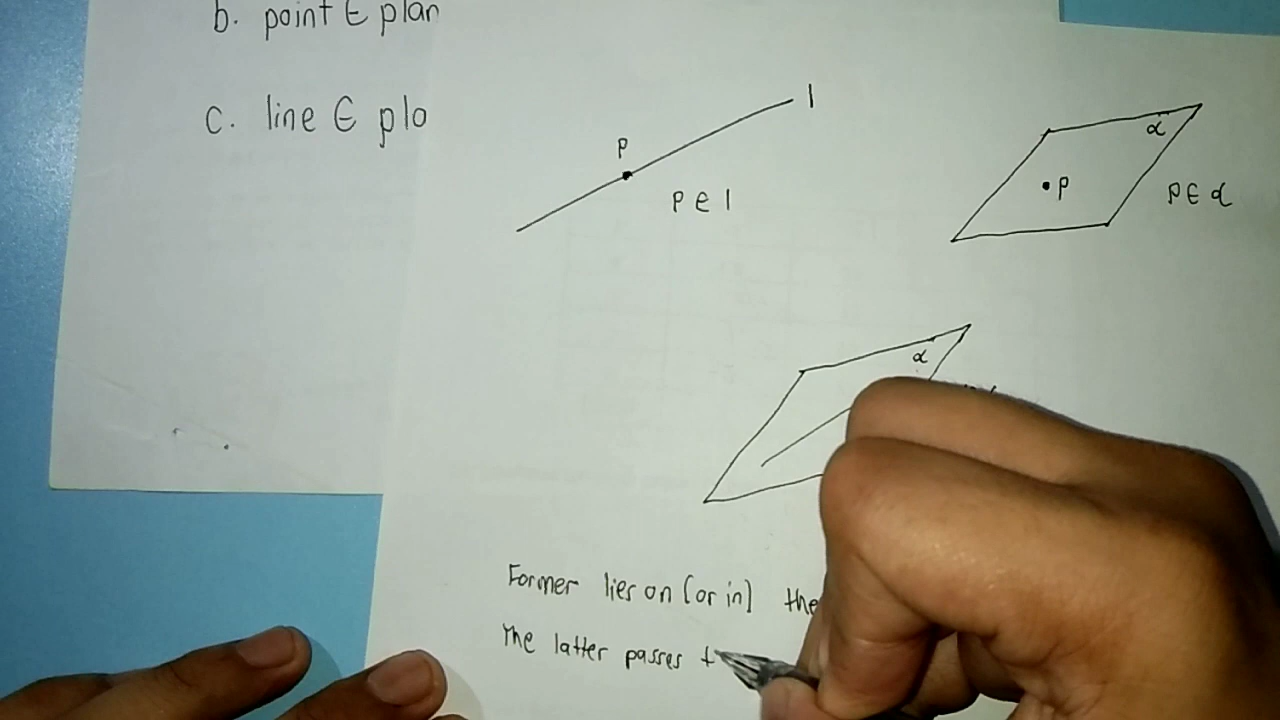 b. point ∈ plan
c. line ∈ pla
l
P
P ∈ l
α
P
P ∈ α
α
Former lies on (or in) the
The latter passes t